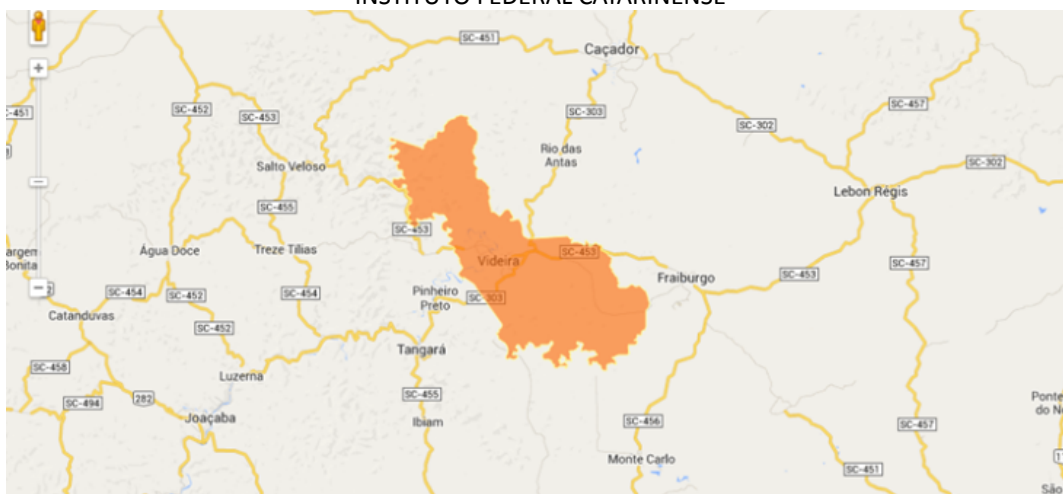 INSTITUTO FEDERAL CATARINENSE
SC-451
Caçador
SC-457
SC-451
SC-452
SC-453
SC-303
SC-302
Rio das
Antas
Salto Veloso
SC-302
Lebon Régis
SC-455
SC-453
Água Doce
Treze Tílias
SC-453
Videira
SC-453
SC-457
Bonita
Fraiburgo
SC-454
SC-452
SC-454
Pinheiro
Preto
SC-303
Catanduvas
SC-452
Tangará
SC-458
Luzerna
SC-494
282
SC-455
Joaçaba
Ibiam
SC-456
SC-457
Ponte
Monte Carlo
SC-451
São